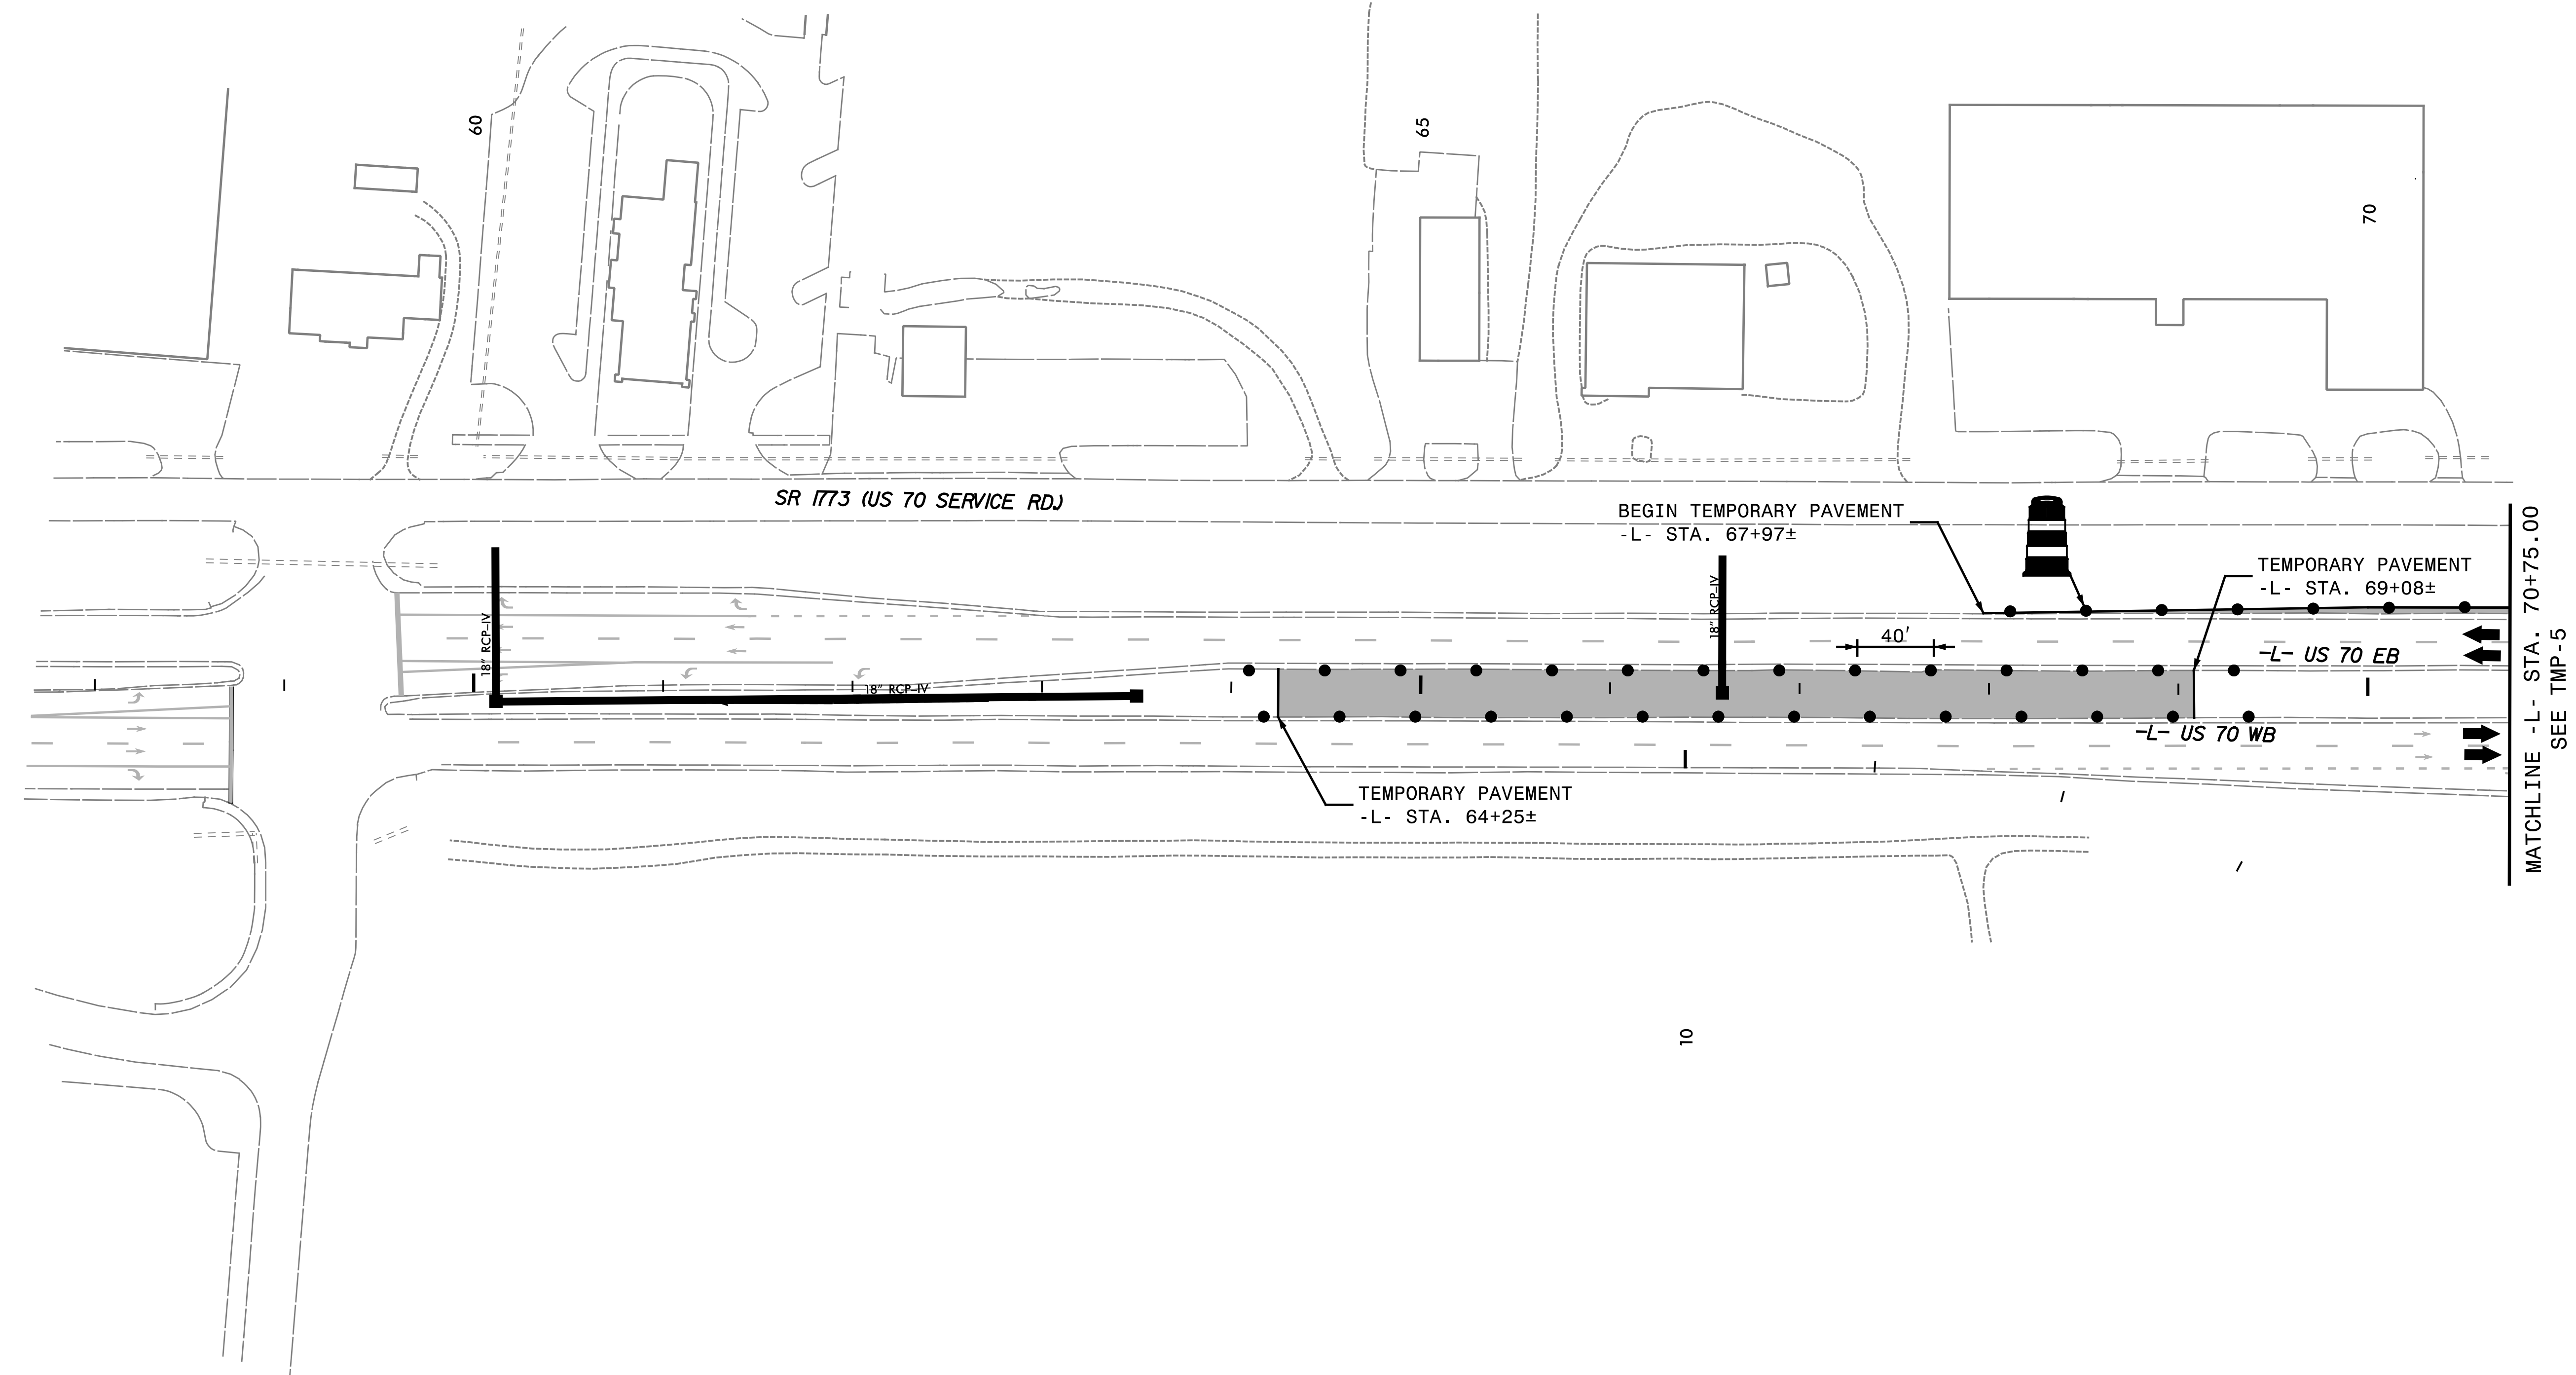 60
65
70
SR 1773 (US 70 SERVICE RD.)
BEGIN TEMPORARY PAVEMENT
-L- STA. 67+97±
TEMPORARY PAVEMENT
-L- STA. 69+08±
MATCHLINE -L- STA. 70+75.00
SEE TMP-5
18" RCP-IV
18" RCP-IV
18" RCP-IV
40'
-L- US 70 EB
-L- US 70 WB
TEMPORARY PAVEMENT
-L- STA. 64+25±
10